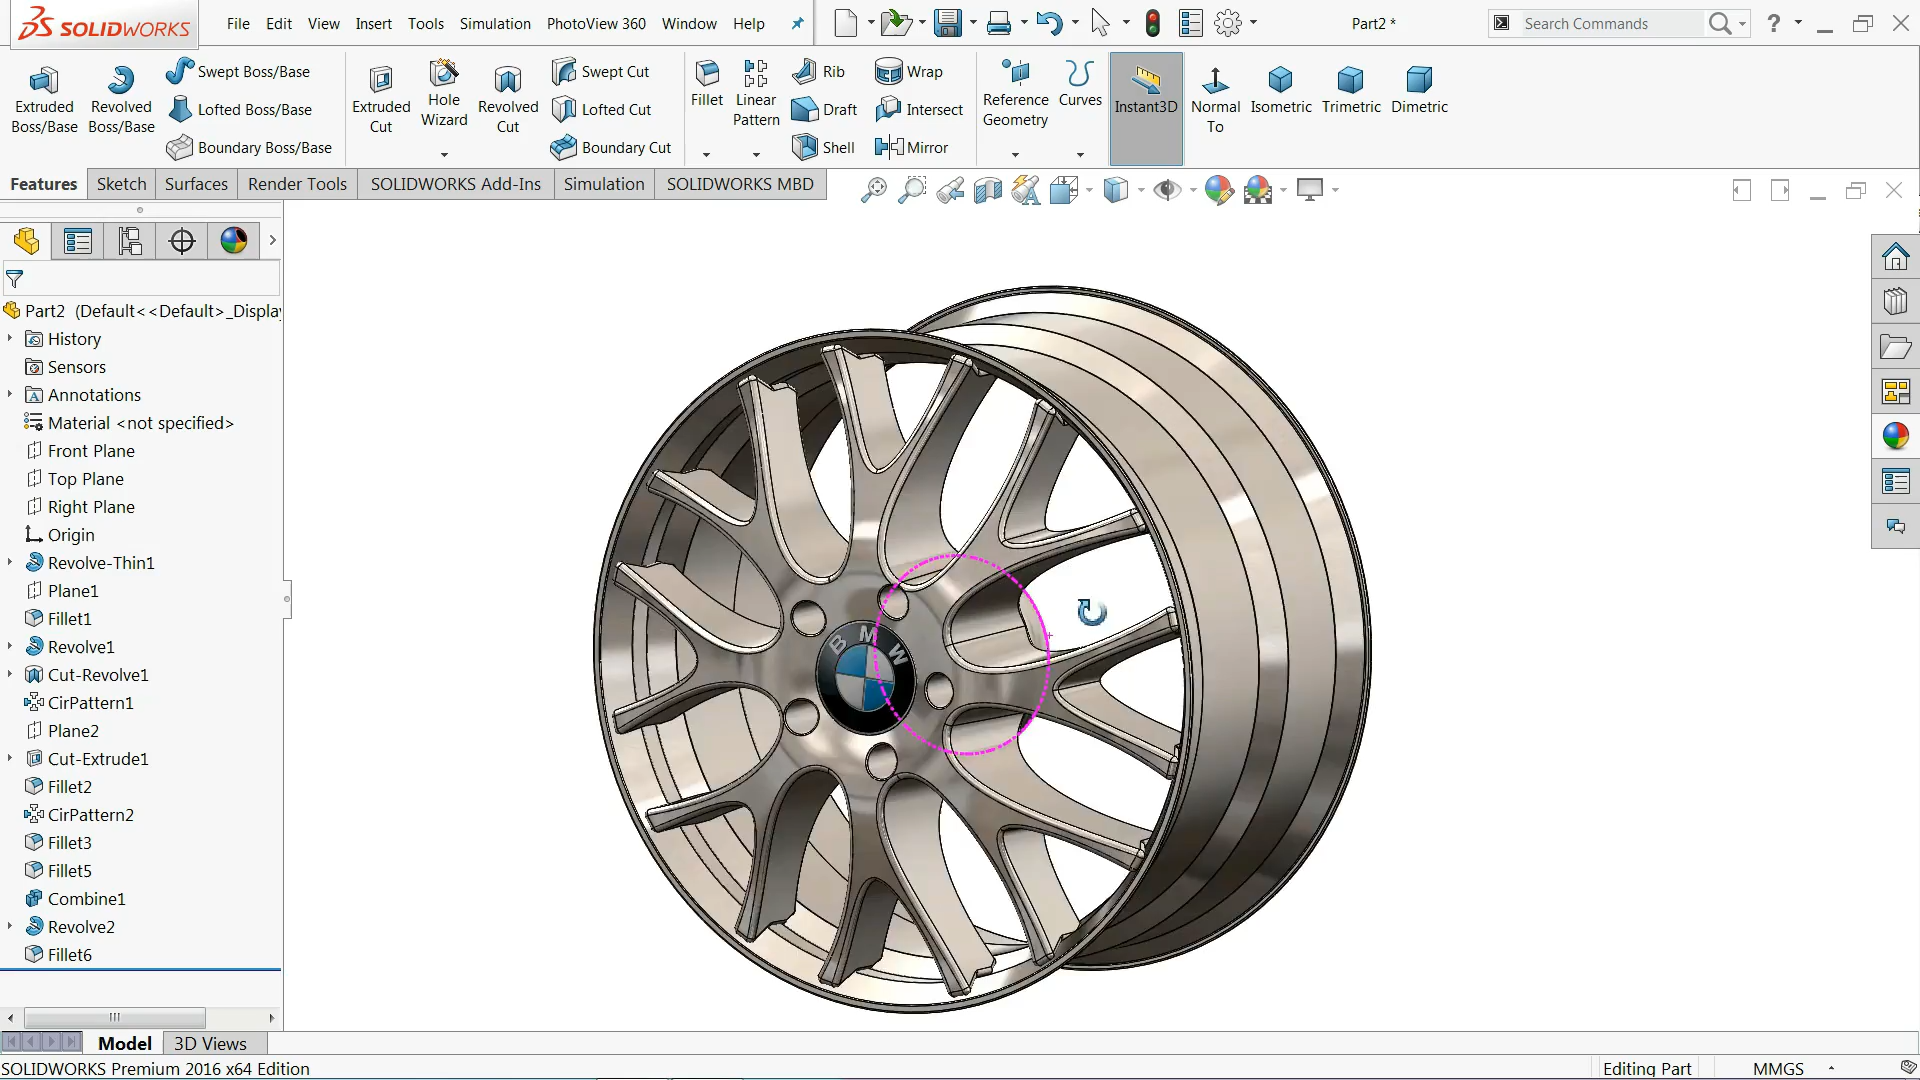 SOLIDWORKS
File Edit View Insert Tools Simulation PhotoView 360 Window Help
Part2 *
Search Commands
?
Extruded Boss/Base
Revolved Boss/Base
Swept Boss/Base
Lofted Boss/Base
Boundary Boss/Base
Extruded Cut
Hole Wizard
Revolved Cut
Swept Cut
Lofted Cut
Boundary Cut
Fillet
Linear Pattern
Rib
Draft
Shell
Wrap
Intersect
Mirror
Reference Geometry
Curves
Instant3D
Normal To
Isometric
Trimetric
Dimetric
Features Sketch Surfaces Render Tools SOLIDWORKS Add-Ins Simulation SOLIDWORKS MBD
Part2 (Default<<Default>_Displa
History
Sensors
Annotations
Material <not specified>
Front Plane
Top Plane
Right Plane
Origin
Revolve-Thin1
Plane1
Fillet1
Revolve1
Cut-Revolve1
CirPattern1
Plane2
Cut-Extrude1
Fillet2
CirPattern2
Fillet3
Fillet5
Combine1
Revolve2
Fillet6
BMW
Model 3D Views
SOLIDWORKS Premium 2016 x64 Edition
Editing Part
MMGS